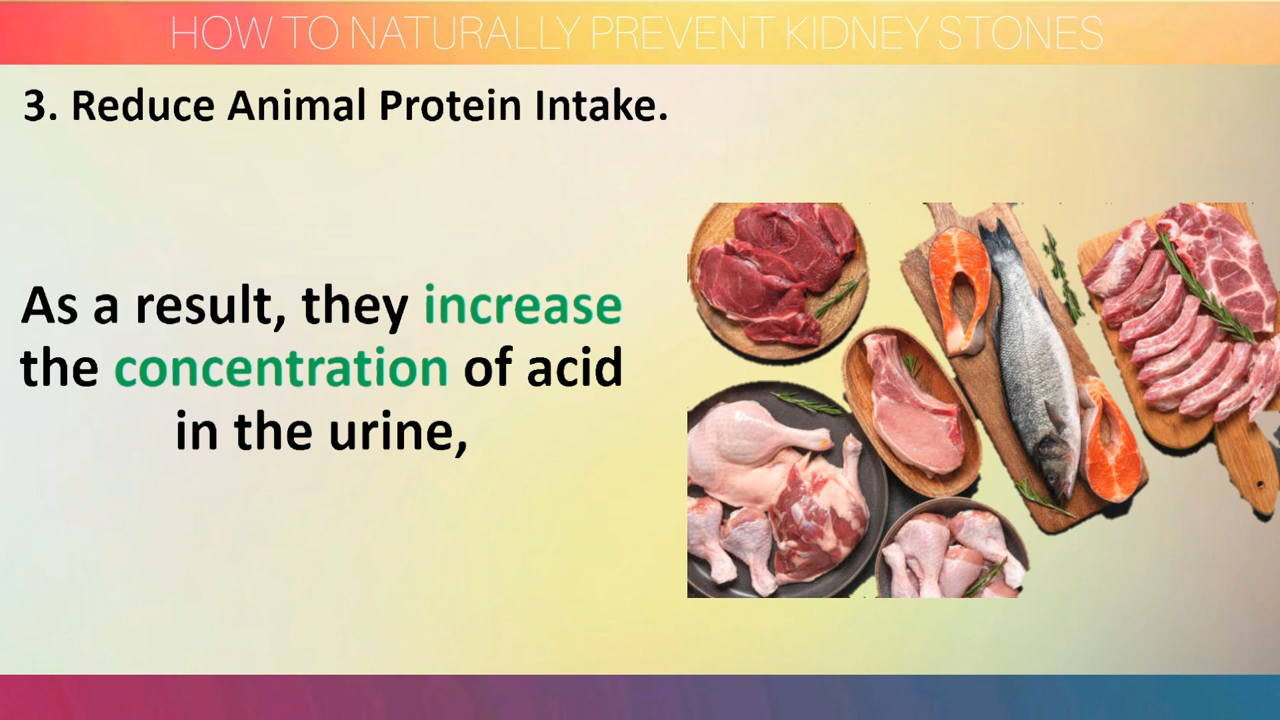 HOW TO NATURALLY PREVENT KIDNEY STONES
3. Reduce Animal Protein Intake.
As a result, they increase
the concentration of acid
in the urine,